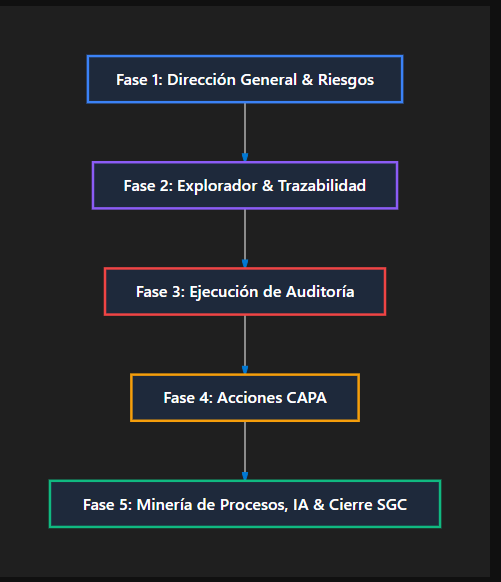 Fase 1: Dirección General & Riesgos
Fase 2: Explorador & Trazabilidad
Fase 3: Ejecución de Auditoría
Fase 4: Acciones CAPA
Fase 5: Minería de Procesos, IA & Cierre SGC